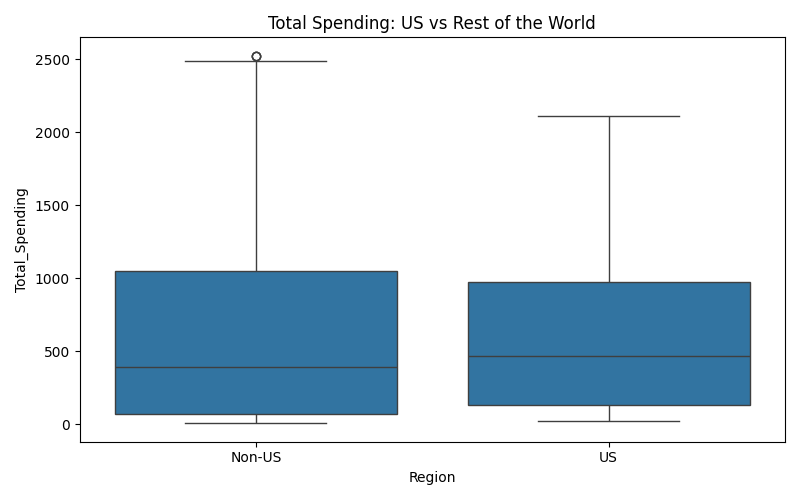 Total Spending: US vs Rest of the World
Total_Spending
2500
2000
1500
1000
500
0
Non-US
US
Region